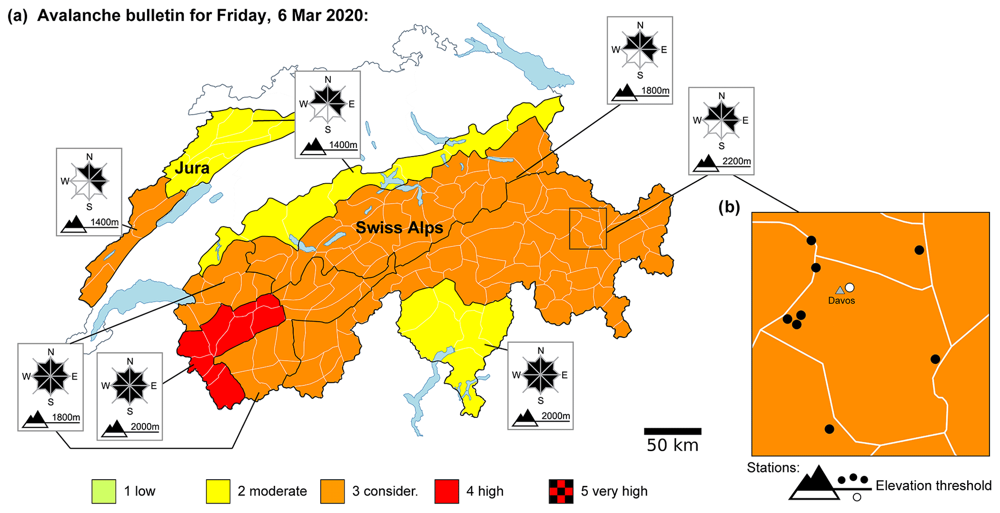 (a) Avalanche bulletin for Friday, 6 Mar 2020:
N
W E
S
1800m
N
W E
S
1400m
N
W E
S
2200m
N
W E
S
1400m
Jura
Swiss Alps
(b)
Davos
N
W E
S
1800m
N
W E
S
2000m
N
W E
S
2000m
50 km
Stations:
Elevation threshold
1 low
2 moderate
3 consider.
4 high
5 very high